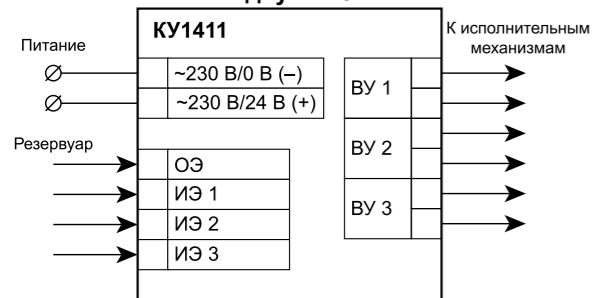 КУ1411
К исполнительным
механизмам
Питание
~230 В/0 В (–)
~230 В/24 В (+)
ВУ 1
Резервуар
ОЭ
ИЭ 1
ИЭ 2
ИЭ 3
ВУ 2
ВУ 3